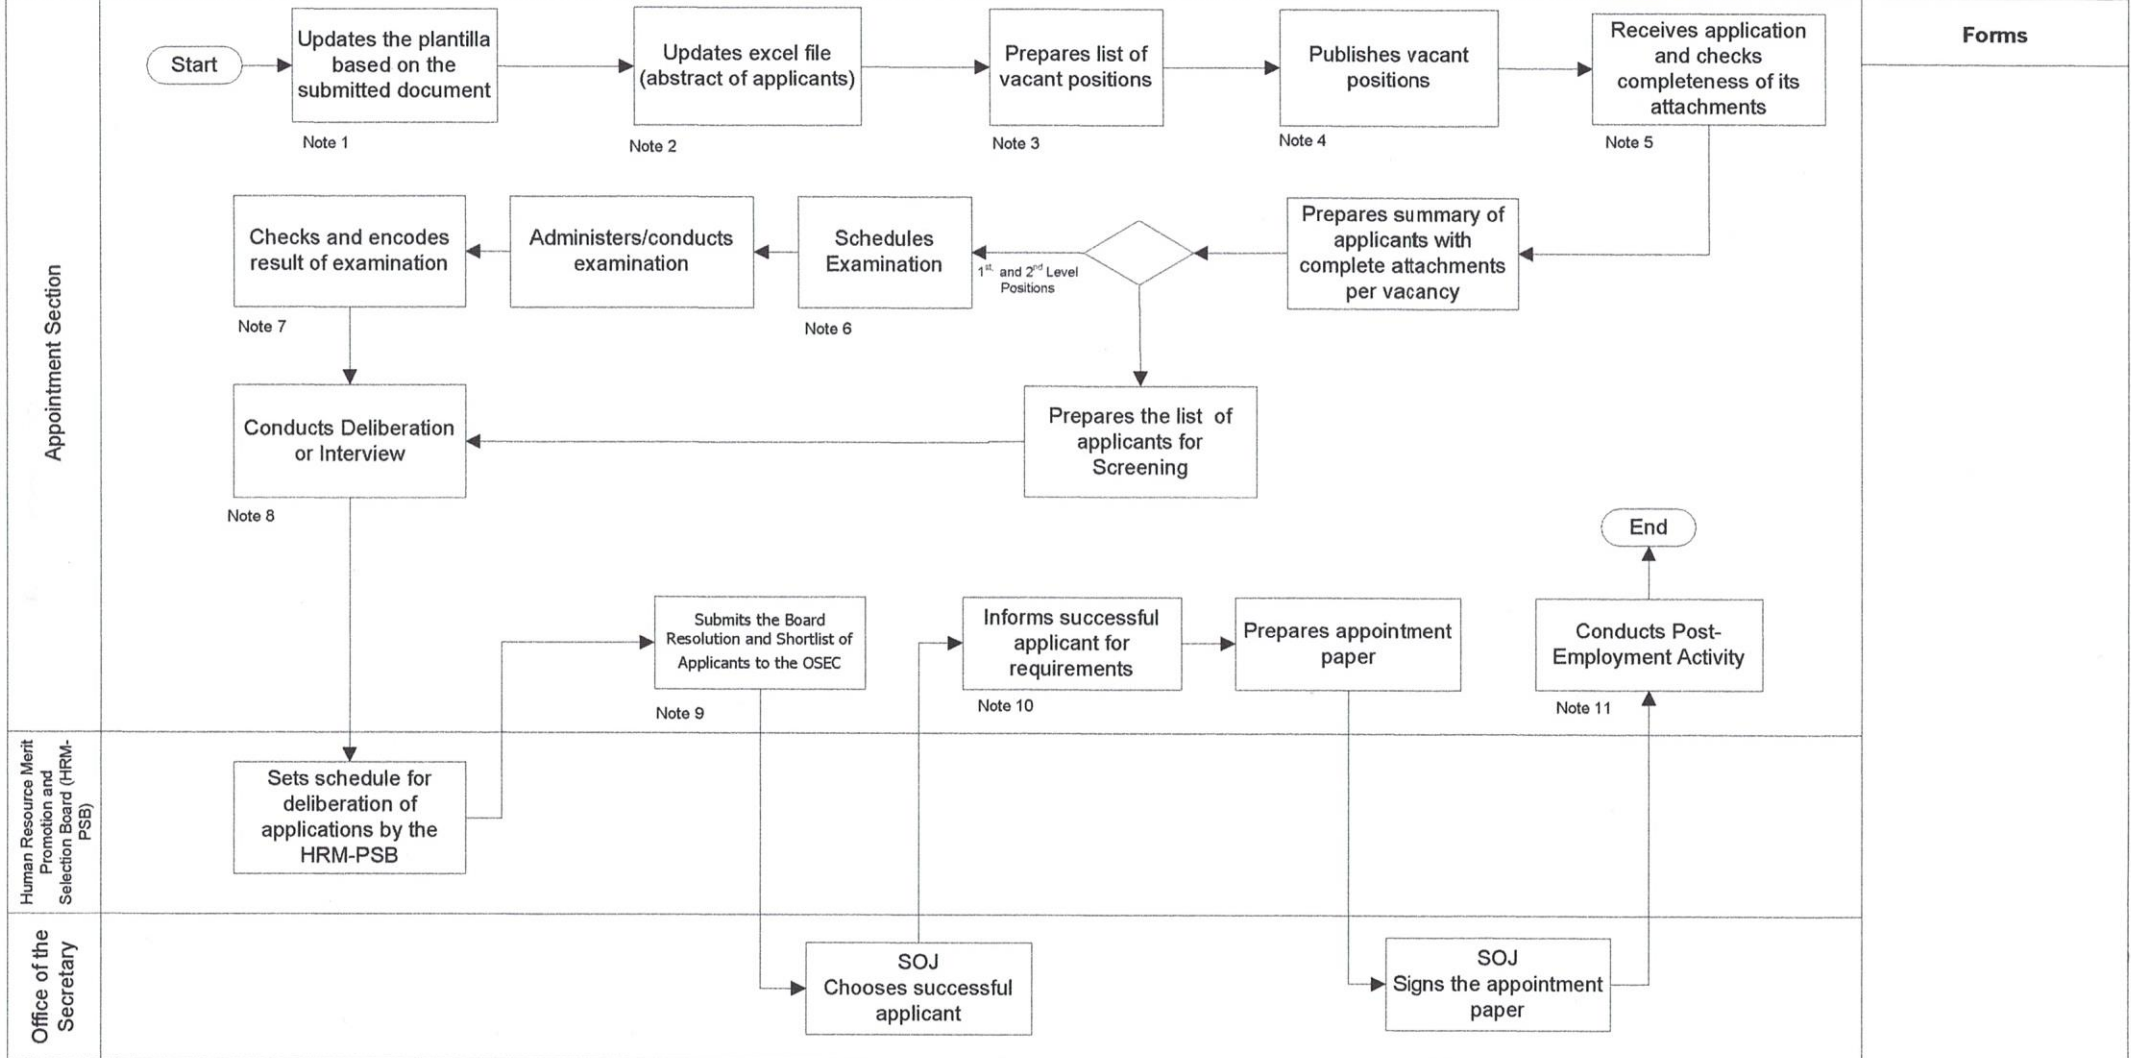 Forms
Start
Updates the plantilla
based on the
submitted document
Note 1
Updates excel file
(abstract of applicants)
Note 2
Prepares list of
vacant positions
Note 3
Publishes vacant
positions
Note 4
Receives application
and checks
completeness of its
attachments
Note 5
Prepares summary of
applicants with
complete attachments
per vacancy
1st and 2nd Level
Positions
Schedules
Examination
Note 6
Administers/conducts
examination
Checks and encodes
result of examination
Note 7
Prepares the list of
applicants for
Screening
Conducts Deliberation
or Interview
Note 8
Appointment Section
Submits the Board
Resolution and Shortlist of
Applicants to the OSEC
Note 9
Informs successful
applicant for
requirements
Note 10
Prepares appointment
paper
Conducts Post-
Employment Activity
Note 11
End
Human Resource Merit
Promotion and
Selection Board (HRM-
PSB)
Sets schedule for
deliberation of
applications by the
HRM-PSB
Office of the
Secretary
SOJ
Chooses successful
applicant
SOJ
Signs the appointment
paper